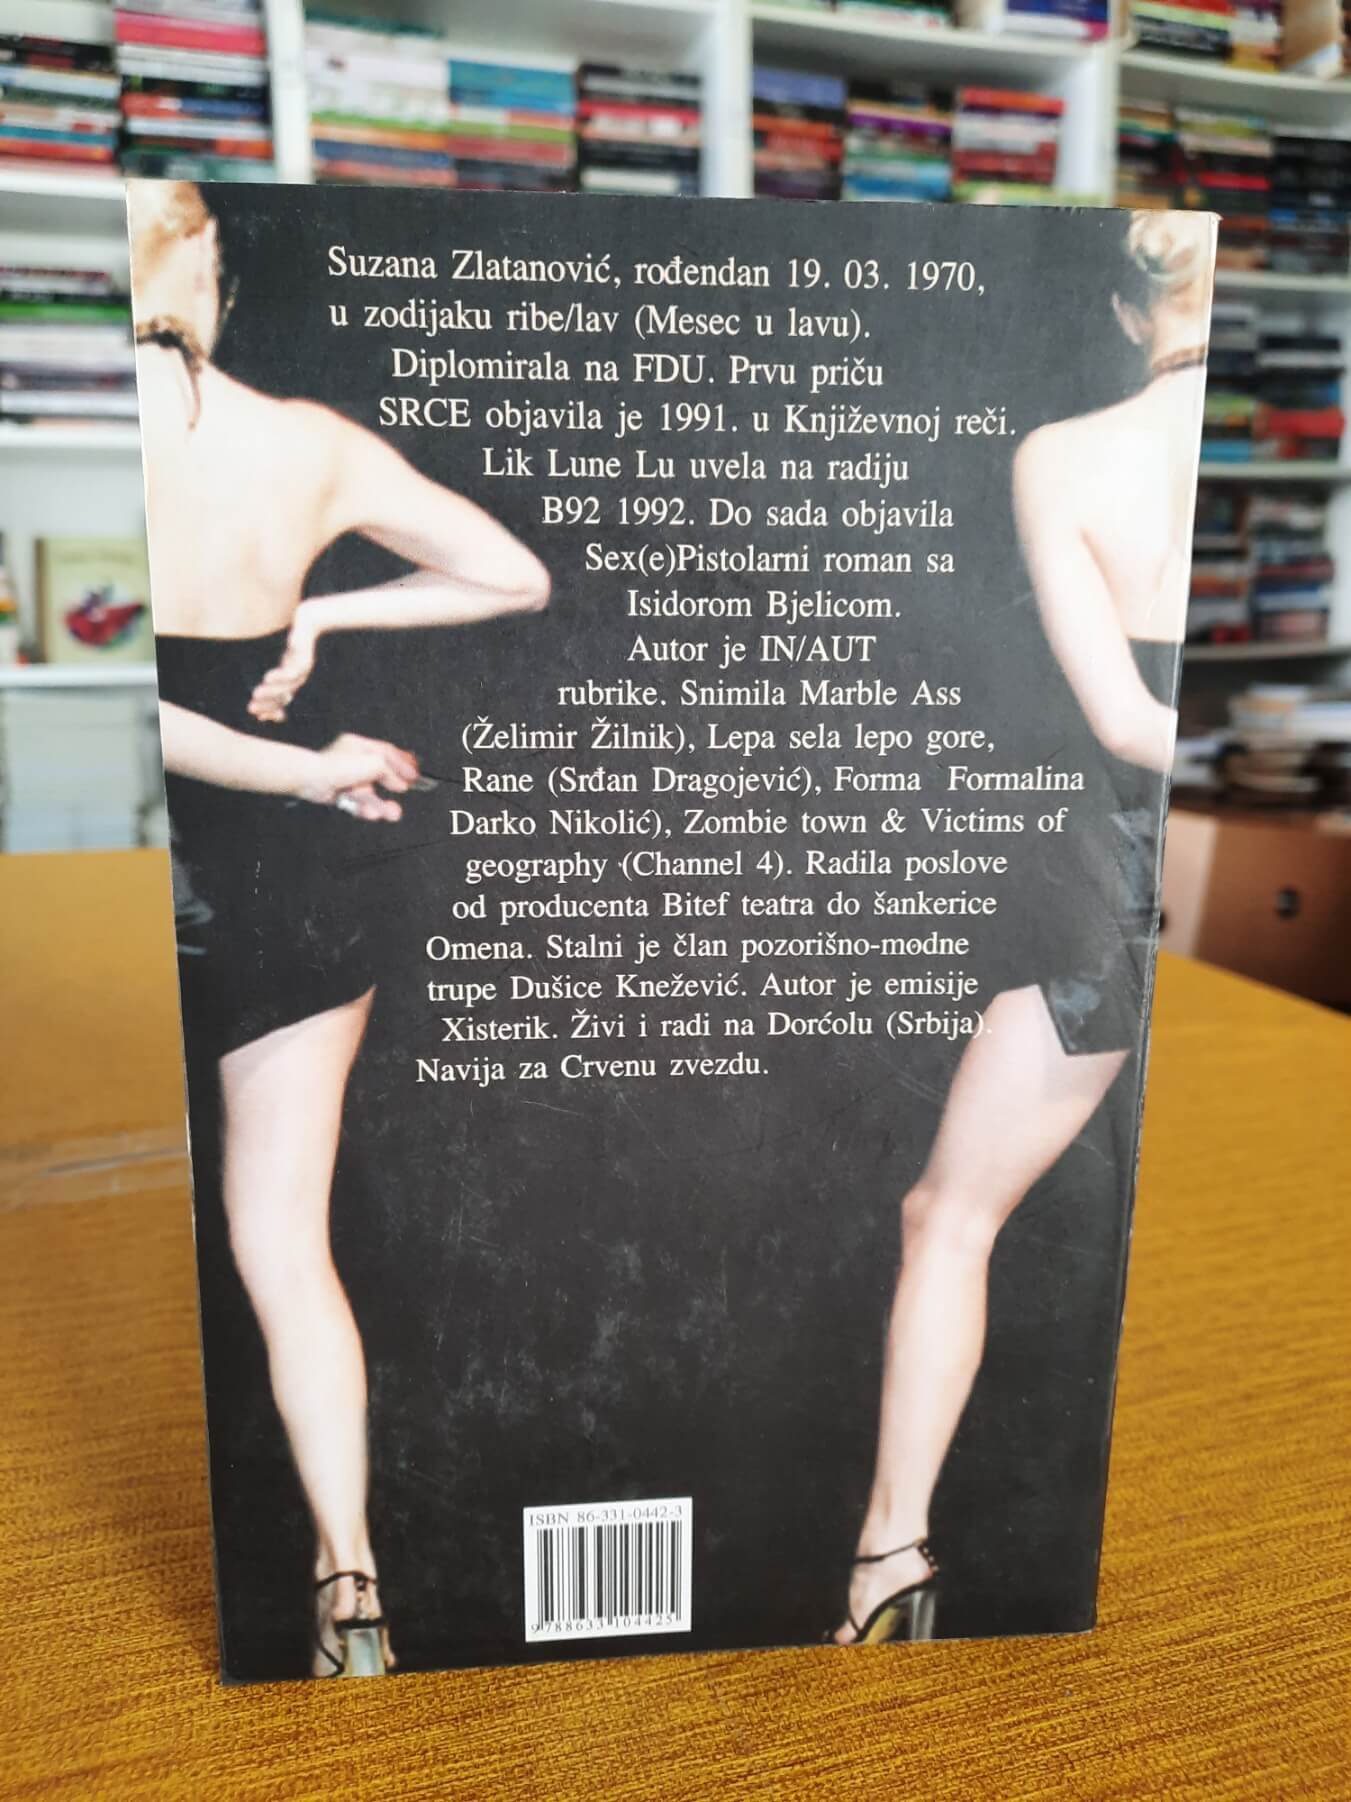 Suzana Zlatanović, rođendan 19. 03. 1970,
u zodijaku ribe/lav (Mesec u lavu).
Diplomirala na FDU. Prvu priču
SRCE objavila je 1991. u Književnoj reči.
Lik Lune Lu uvela na radiju
B92 1992. Do sada objavila
Sex(e)Pistolarni roman sa
Isidorom Bjelicom.
Autor je IN/AUT
rubrike. Snimila Marble Ass
(Želimir Žilnik), Lepa sela lepo gore,
Rane (Srđan Dragojević), Forma Formalina
Darko Nikolić), Zombie town & Victims of
geography (Channel 4). Radila poslove
od producenta Bitef teatra do šankerice
Omena. Stalni je član pozorišno-modne
trupe Dušice Knežević. Autor je emisije
Xisterik. Živi i radi na Dorćolu (Srbija).
Navija za Crvenu zvezdu.
ISBN 86-331-0442-3
9788633104425